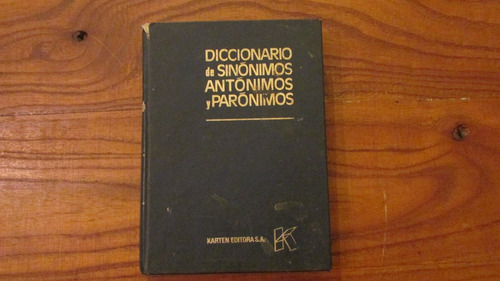 DICCIONARIO
de SINÓNIMOS
ANTÓNIMOS
y PARÓNIMOS
KARTEN EDITORA S.A.